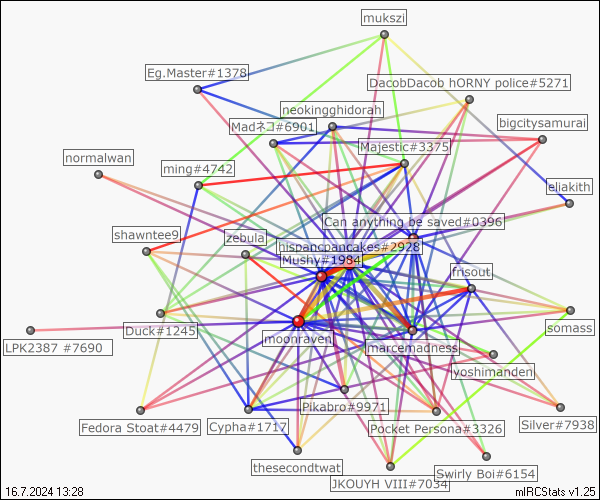 mukszi
Eg.Master#1378
DacobDacob hORNY police#5271
neokingghidorah
Madネコ#6901
bigcitysamurai
Majestic#3375
normalwan
ming#4742
eliakith
Can anything be saved#0396
shawntee9
zebula
nispancpancakes#2928
Mushy#1984
frisout
Duck#1245
somass
moonraven
LPK2387 #7690
marcemadness
yoshimanden
Pikabro#9971
Fedora Stoat#4479
Cypha#1717
Pocket Persona#3326
Silver#7938
thesecondtwat
Swirly Boi#6154
JKOUYH VIII#7034
16.7.2024 13:28
mIRCStats v1.25